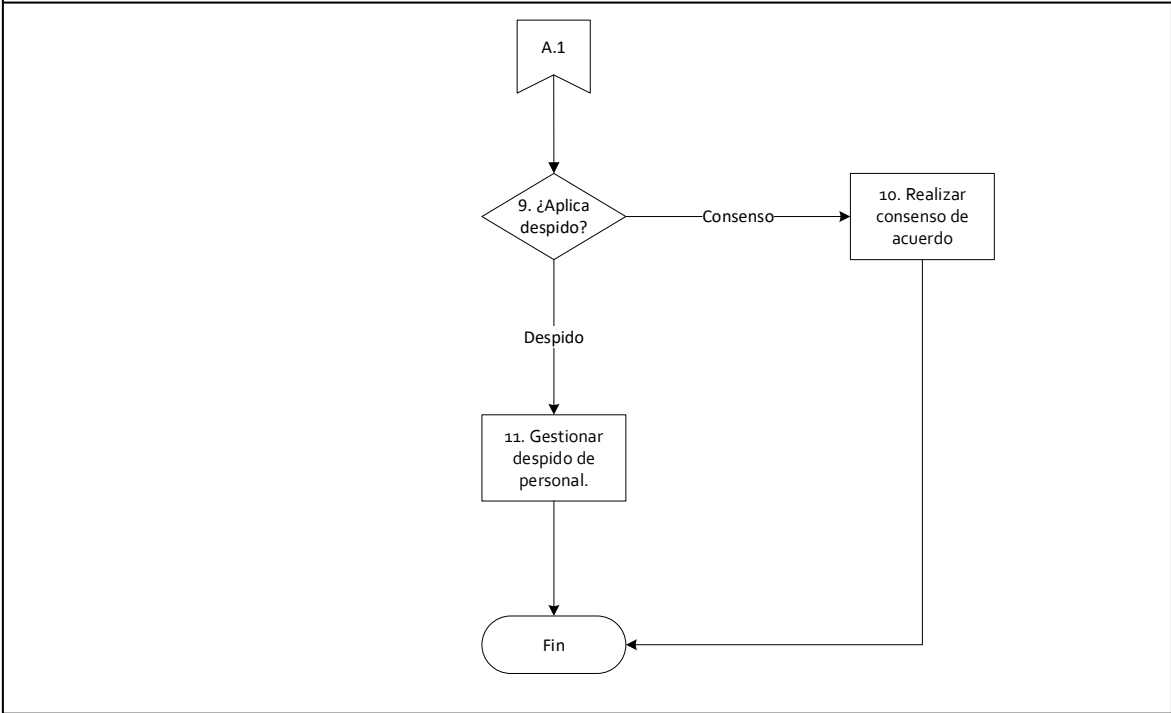 A.1
9. ¿Aplica
despido?
Consenso
10. Realizar
consenso de
acuerdo
Despido
11. Gestionar
despido de
personal.
Fin